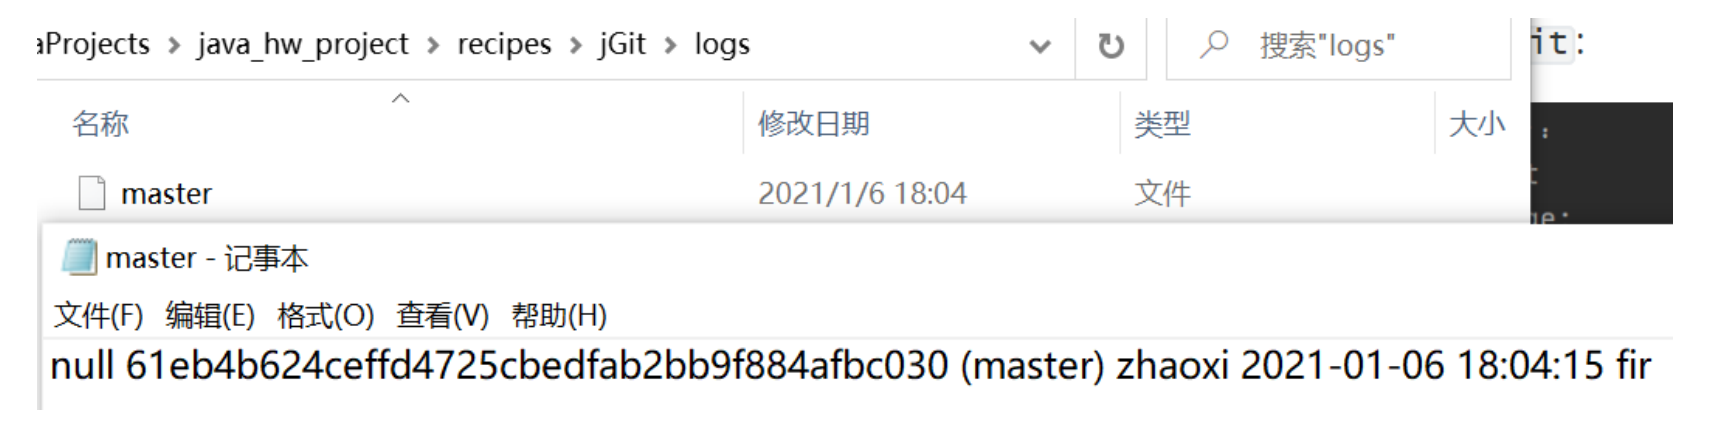 aProjects > java_hw_project > recipes > jGit > logs
搜索"logs"
it:
名称 修改日期 类型 大小
master 2021/1/6 18:04 文件
master - 记事本
文件(F) 编辑(E) 格式(O) 查看(V) 帮助(H)
null 61eb4b624ceffd4725cbedfab2bb9f884afbc030 (master) zhaoxi 2021-01-06 18:04:15 fir